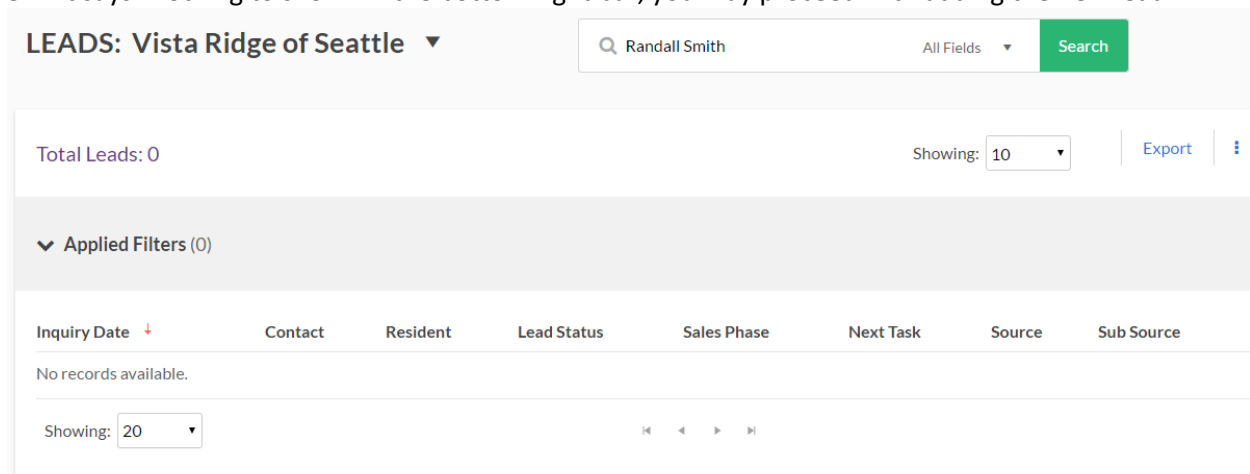 LEADS: Vista Ridge of Seattle
Randall Smith All Fields Search
Total Leads: 0
Showing: 10 Export
Applied Filters (0)
Inquiry Date Contact Resident Lead Status Sales Phase Next Task Source Sub Source
No records available.
Showing: 20